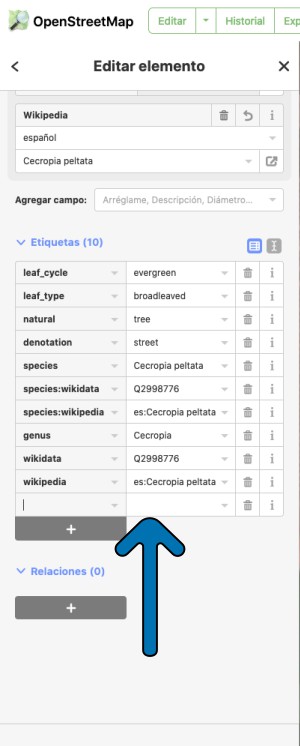 OpenStreetMap Editar Historial Exp
Editar elemento
Wikipedia
español
Cecropia peltata
Agregar campo: Arréglame, Descripción, Diámetro...
Etiquetas (10)
leaf_cycle evergreen
leaf_type broadleaved
natural tree
denotation street
species Cecropia peltata
species:wikidata Q2998776
species:wikipedia es:Cecropia peltata
genus Cecropia
wikidata Q2998776
wikipedia es:Cecropia peltata
+
Relaciones (0)
+